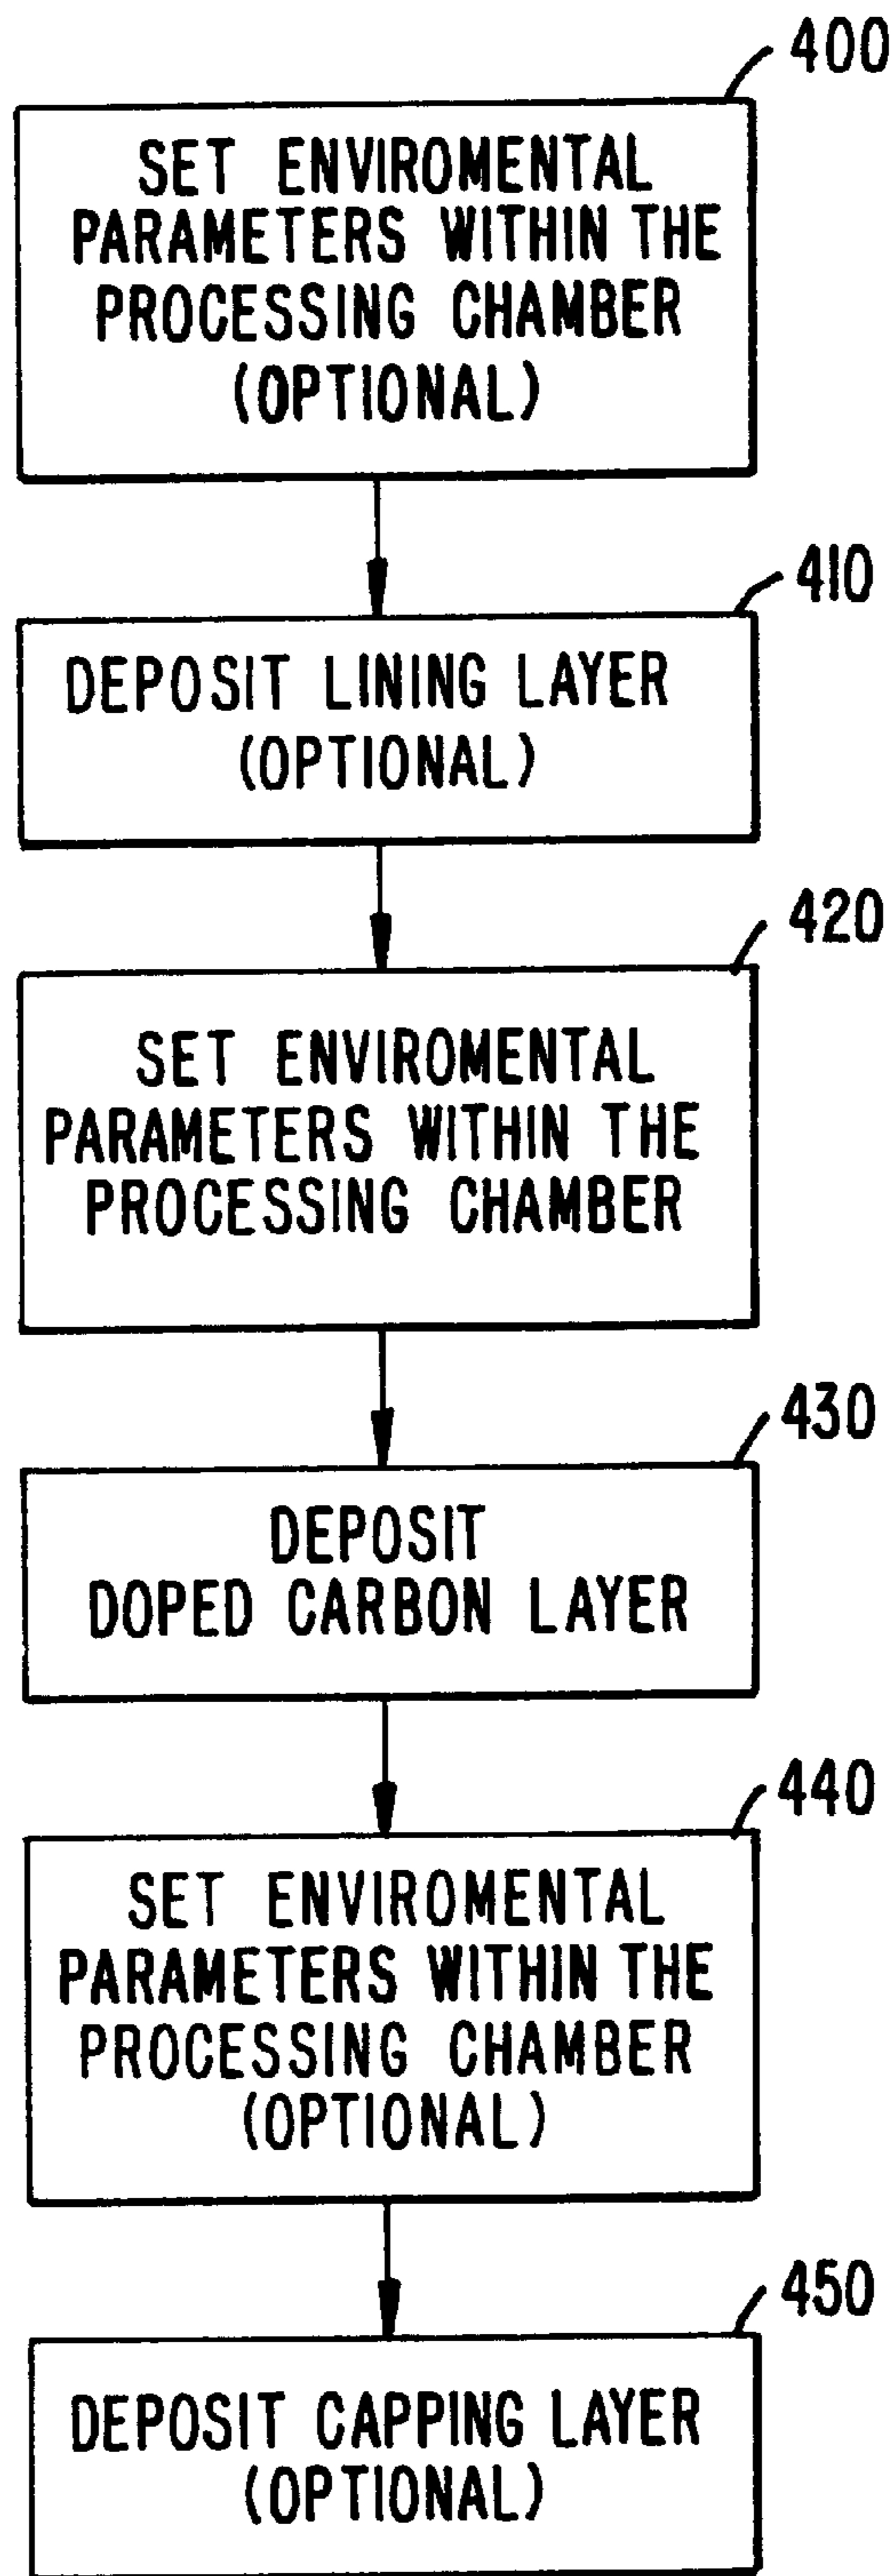 400
SET ENVIROMENTAL
PARAMETERS WITHIN THE
PROCESSING CHAMBER
(OPTIONAL)
410
DEPOSIT LINING LAYER
(OPTIONAL)
420
SET ENVIROMENTAL
PARAMETERS WITHIN THE
PROCESSING CHAMBER
430
DEPOSIT
DOPED CARBON LAYER
440
SET ENVIROMENTAL
PARAMETERS WITHIN THE
PROCESSING CHAMBER
(OPTIONAL)
450
DEPOSIT CAPPING LAYER
(OPTIONAL)